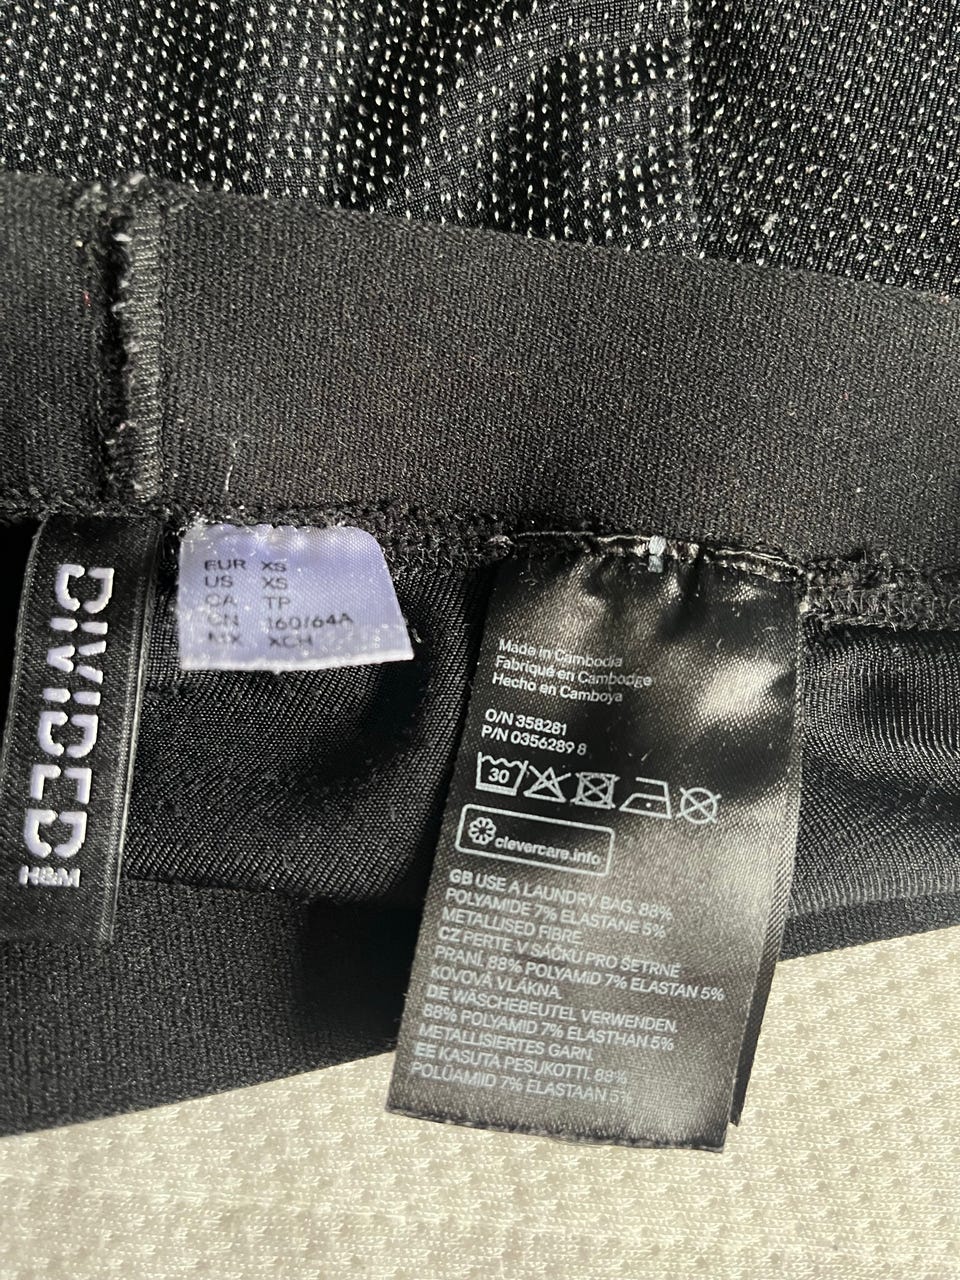 DIVIDED
H&M
EUR XS
US XS
CA TP
CN 160/64A
MX XCH
Made in Cambodia
Fabriqué en Cambodge
Hecho en Camboya
O/N 358281
P/N 0356289 8
30
clevercare.info
GB USE A LAUNDRY BAG. 88%
POLYAMIDE 7% ELASTANE 5%
METALLISED FIBRE
CZ PERTE V SÁČKU PRO ŠETRNÉ
PRANÍ. 88% POLYAMID 7% ELASTAN 5%
KOVOVÁ VLÁKNA.
DE WÄSCHEBEUTEL VERWENDEN.
88% POLYAMID 7% ELASTHAN 5%
METALLISIERTES GARN.
EE KASUTA PESUKOTTI. 88%
POLÜAMIID 7% ELASTAAN 5%